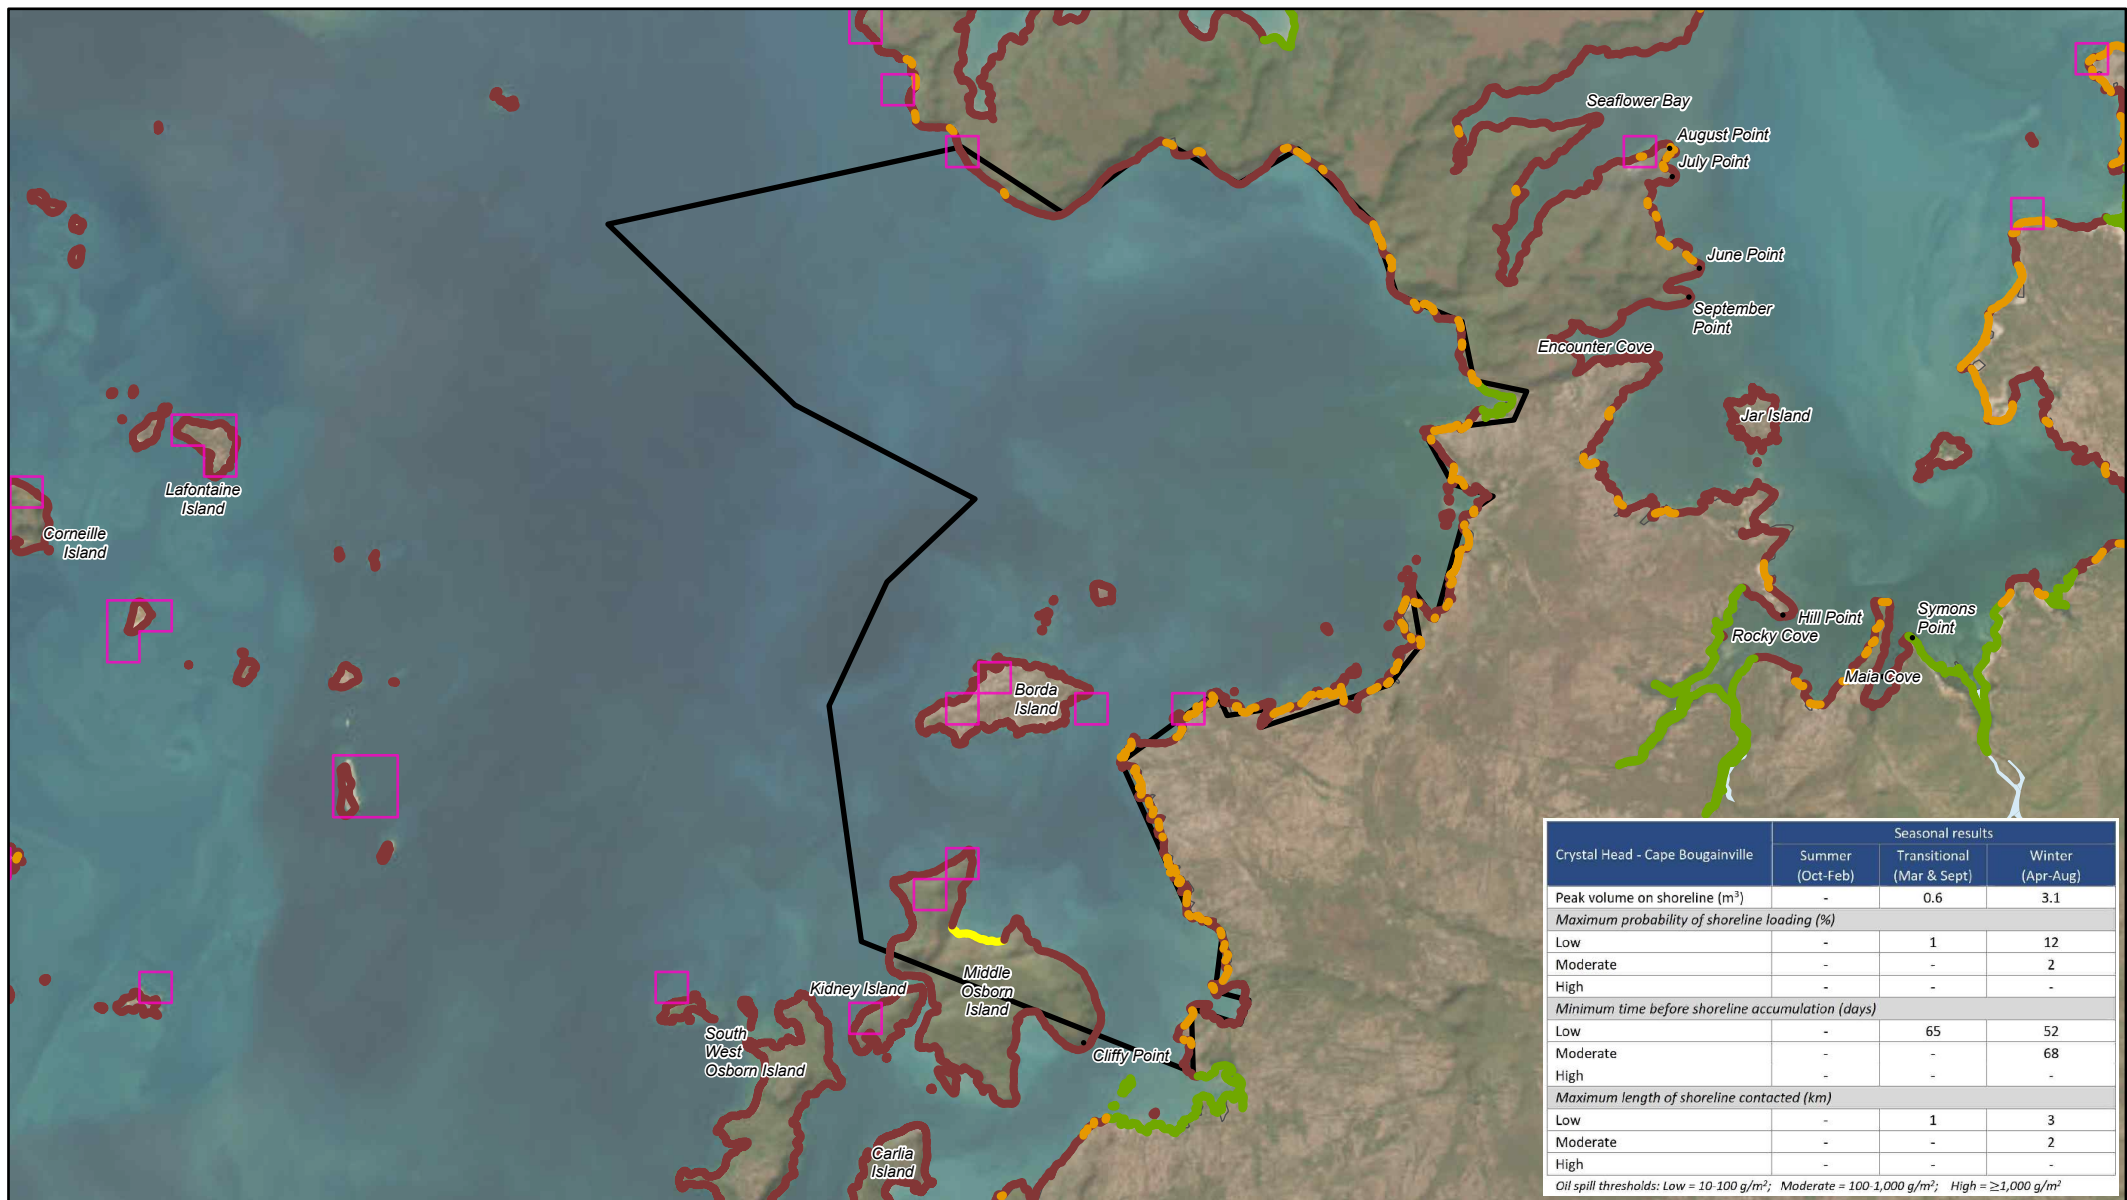 Seaflower Bay
August Point
July Point
June Point
September
Point
Encounter Cove
Jar Island
Lafontaine
Island
Corneille
Island
Hill Point
Symons
Point
Rocky Cove
Maia Cove
Borda
Island
Middle
Osborn
Island
Kidney Island
South
West
Osborn Island
Cliffy Point
Carlia
Island
Crystal Head - Cape Bougainville
Seasonal results
Summer Transitional Winter
(Oct-Feb) (Mar & Sept) (Apr-Aug)
Peak volume on shoreline (m³) - 0.6 3.1
Maximum probability of shoreline loading (%)
Low - 1 12
Moderate - - 2
High - - -
Minimum time before shoreline accumulation (days)
Low - 65 52
Moderate - - 68
High - - -
Maximum length of shoreline contacted (km)
Low - 1 3
Moderate - - 2
High - - -
Oil spill thresholds: Low = 10-100 g/m²; Moderate = 100-1,000 g/m²; High = ≥1,000 g/m²